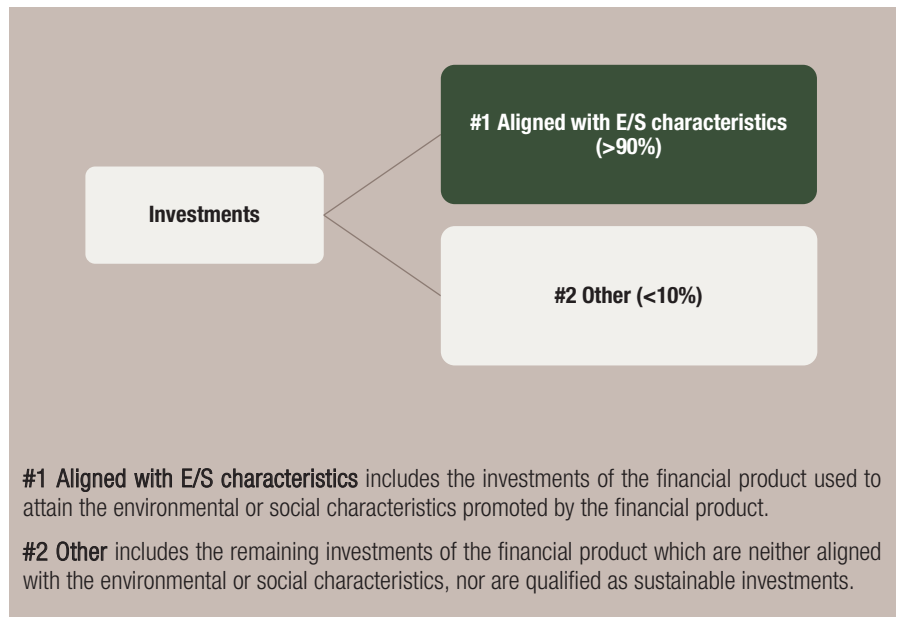 #1 Aligned with E/S characteristics
(>90%)
Investments
#2 Other (<10%)
#1 Aligned with E/S characteristics includes the investments of the financial product used to
attain the environmental or social characteristics promoted by the financial product.
#2 Other includes the remaining investments of the financial product which are neither aligned
with the environmental or social characteristics, nor are qualified as sustainable investments.